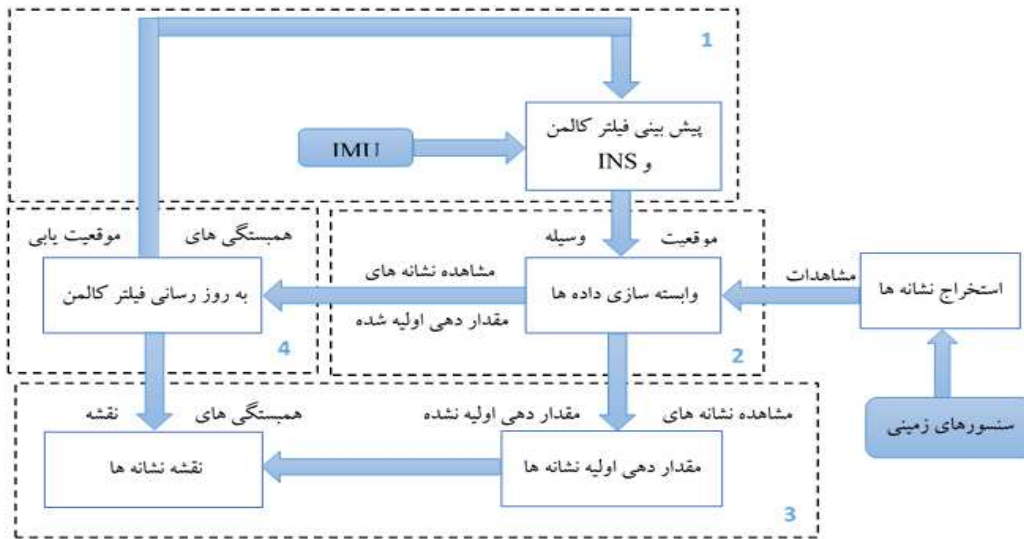 1
پیش بینی فیلتر کالمن
و INS
IMU
موقعیت وسیله
همبستگی های موقعیت یابی
مشاهده نشانه های
مشاهدات
استخراج نشانه ها
وابسته سازی داده ها
به روز رسانی فیلتر کالمن
مقدار دهی اولیه شده
2
4
سنسورهای زمینی
مشاهده نشانه های مقدار دهی اولیه نشده
همبستگی های نقشه
مقدار دهی اولیه نشانه ها
نقشه نشانه ها
3